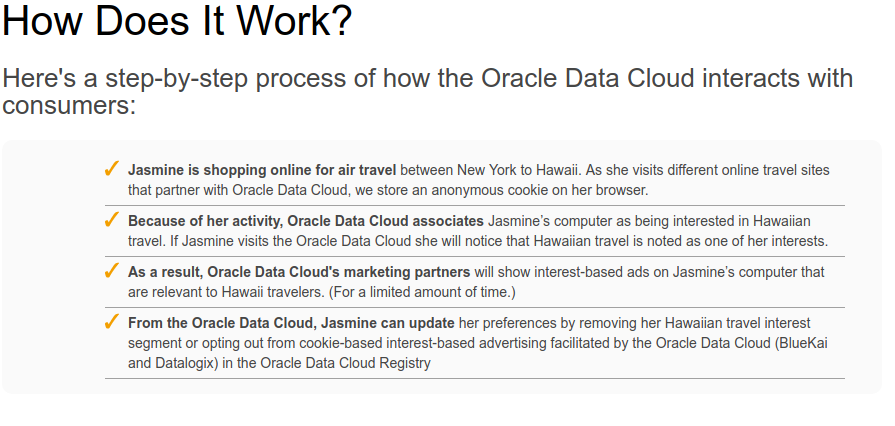 How Does It Work?
Here's a step-by-step process of how the Oracle Data Cloud interacts with
consumers:
Jasmine is shopping online for air travel between New York to Hawaii. As she visits different online travel sites
that partner with Oracle Data Cloud, we store an anonymous cookie on her browser.
Because of her activity, Oracle Data Cloud associates Jasmine’s computer as being interested in Hawaiian
travel. If Jasmine visits the Oracle Data Cloud she will notice that Hawaiian travel is noted as one of her interests.
As a result, Oracle Data Cloud's marketing partners will show interest-based ads on Jasmine’s computer that
are relevant to Hawaii travelers. (For a limited amount of time.)
From the Oracle Data Cloud, Jasmine can update her preferences by removing her Hawaiian travel interest
segment or opting out from cookie-based interest-based advertising facilitated by the Oracle Data Cloud (BlueKai
and Datalogix) in the Oracle Data Cloud Registry